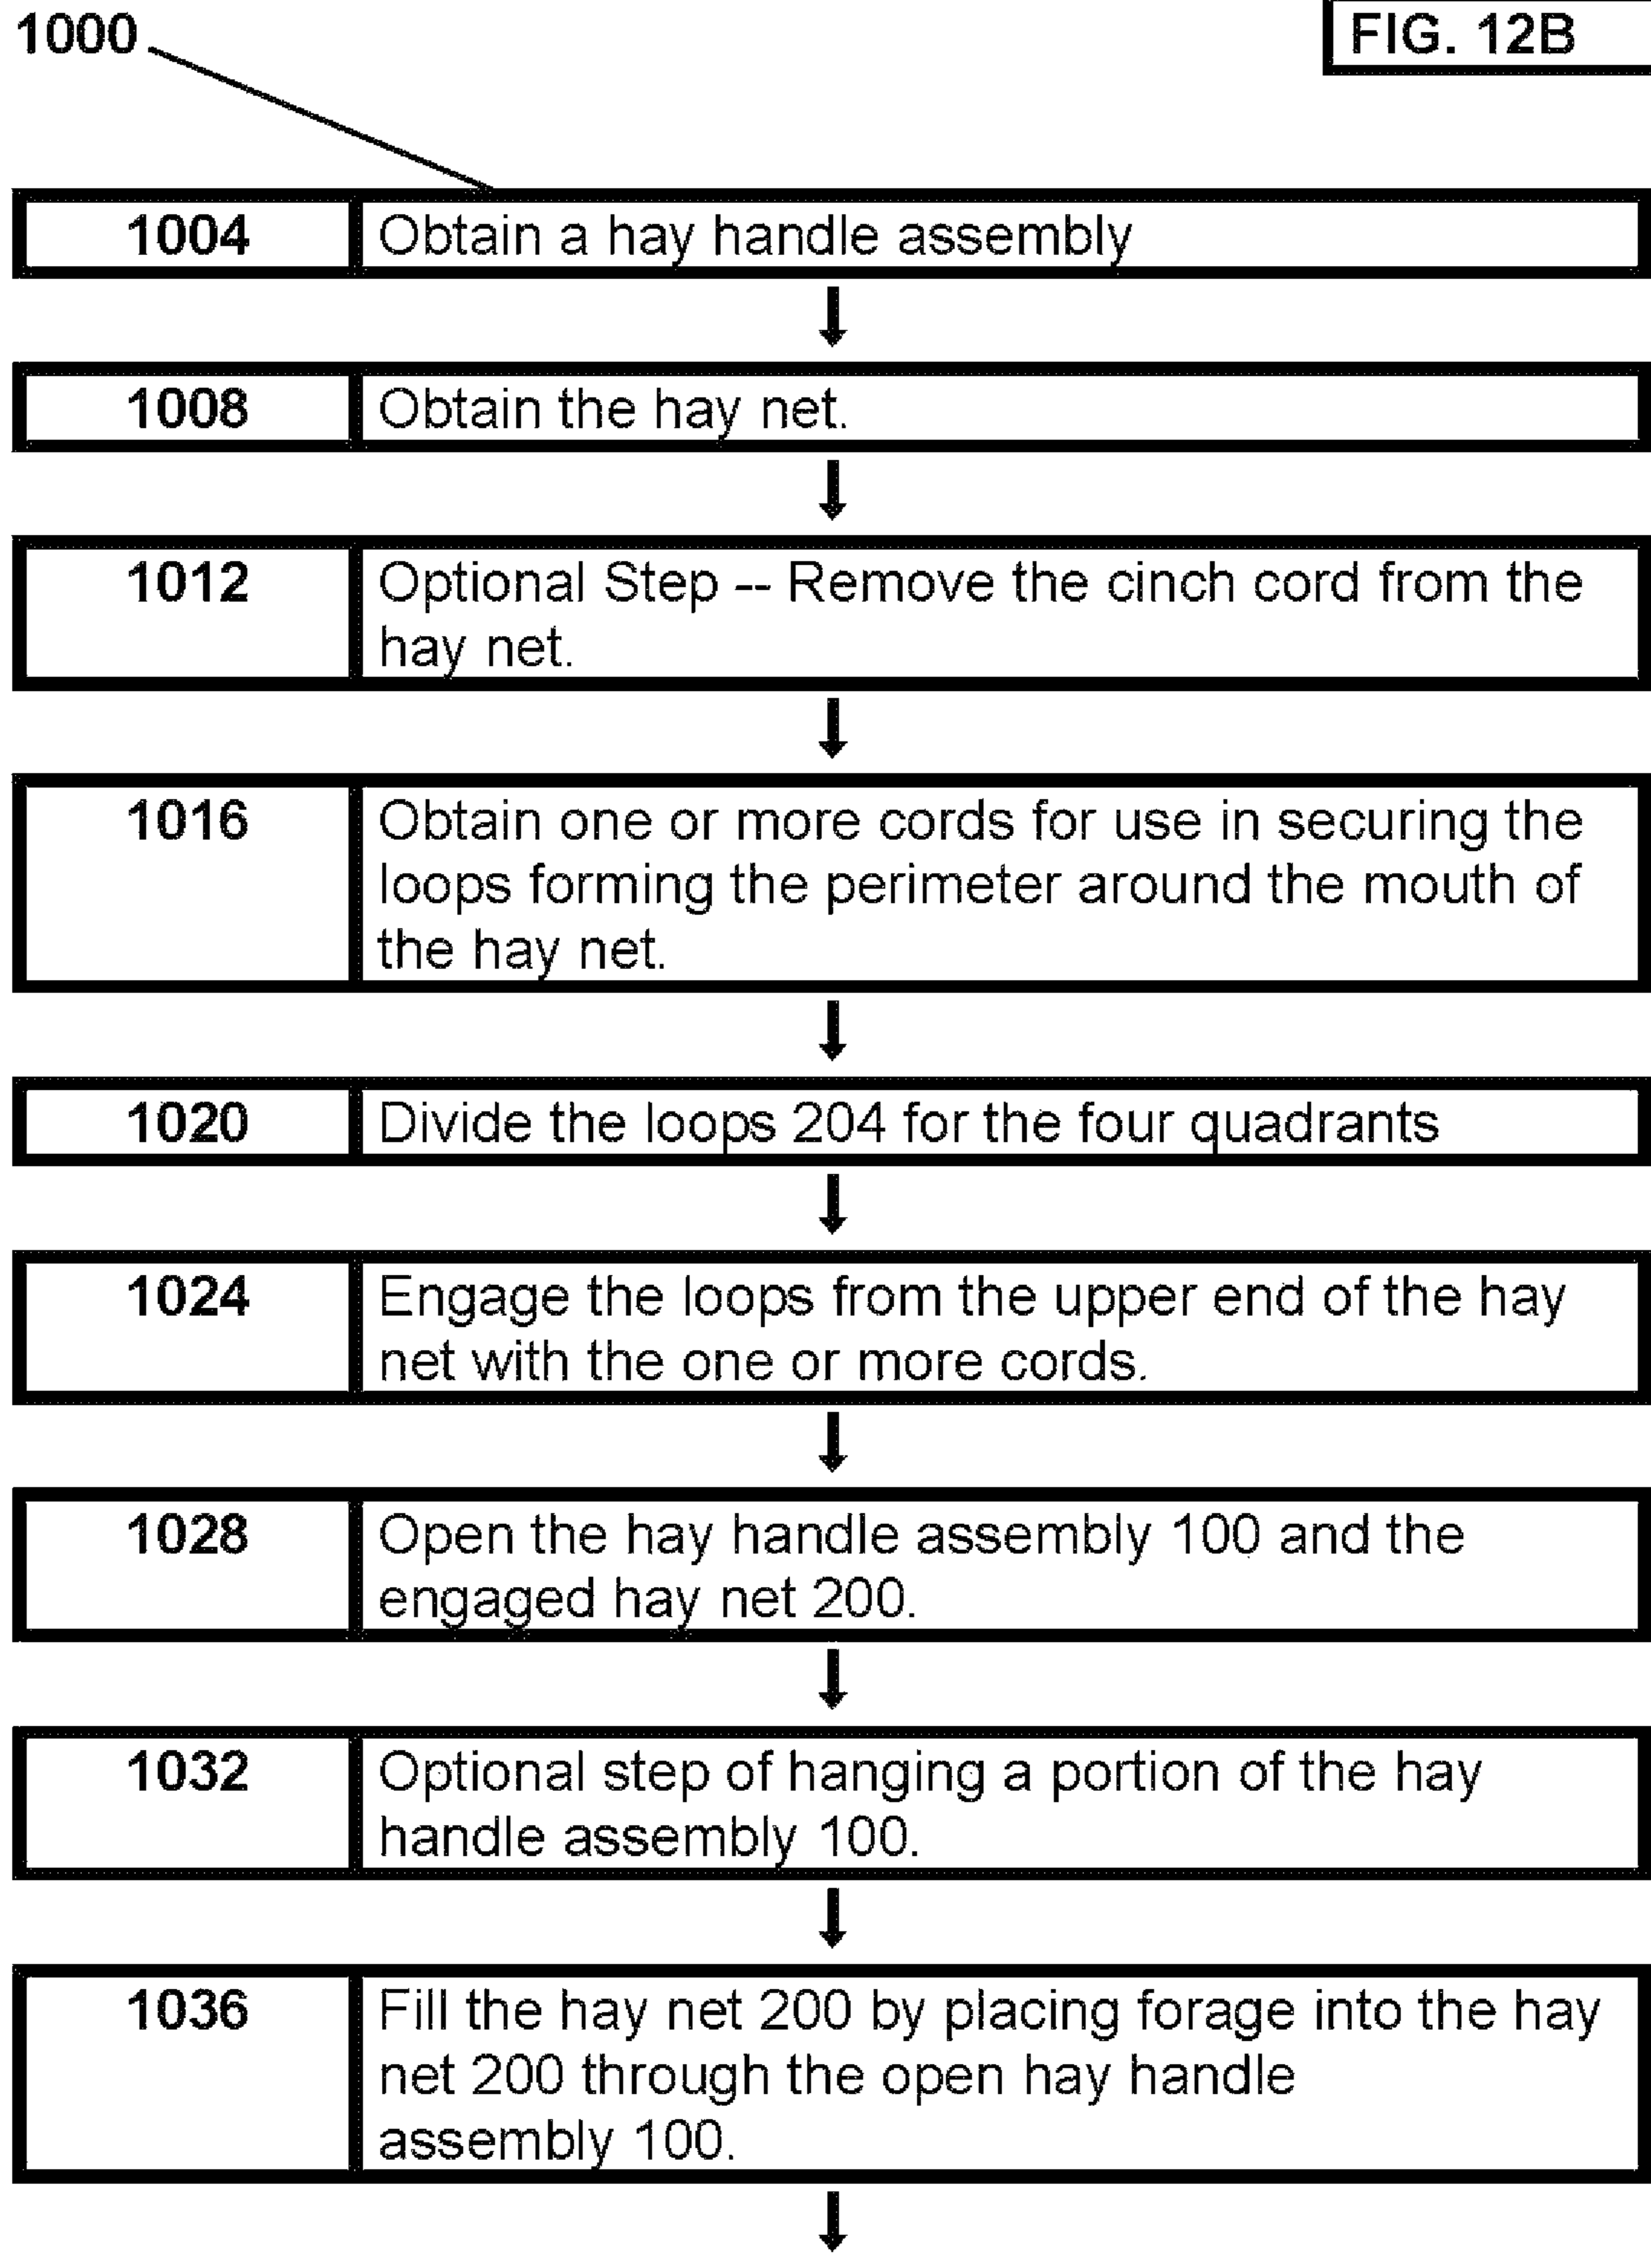 1000
FIG. 12B
1004 Obtain a hay handle assembly
1008 Obtain the hay net.
1012 Optional Step -- Remove the cinch cord from the
hay net.
1016 Obtain one or more cords for use in securing the
loops forming the perimeter around the mouth of
the hay net.
1020 Divide the loops 204 for the four quadrants
1024 Engage the loops from the upper end of the hay
net with the one or more cords.
1028 Open the hay handle assembly 100 and the
engaged hay net 200.
1032 Optional step of hanging a portion of the hay
handle assembly 100.
1036 Fill the hay net 200 by placing forage into the hay
net 200 through the open hay handle
assembly 100.